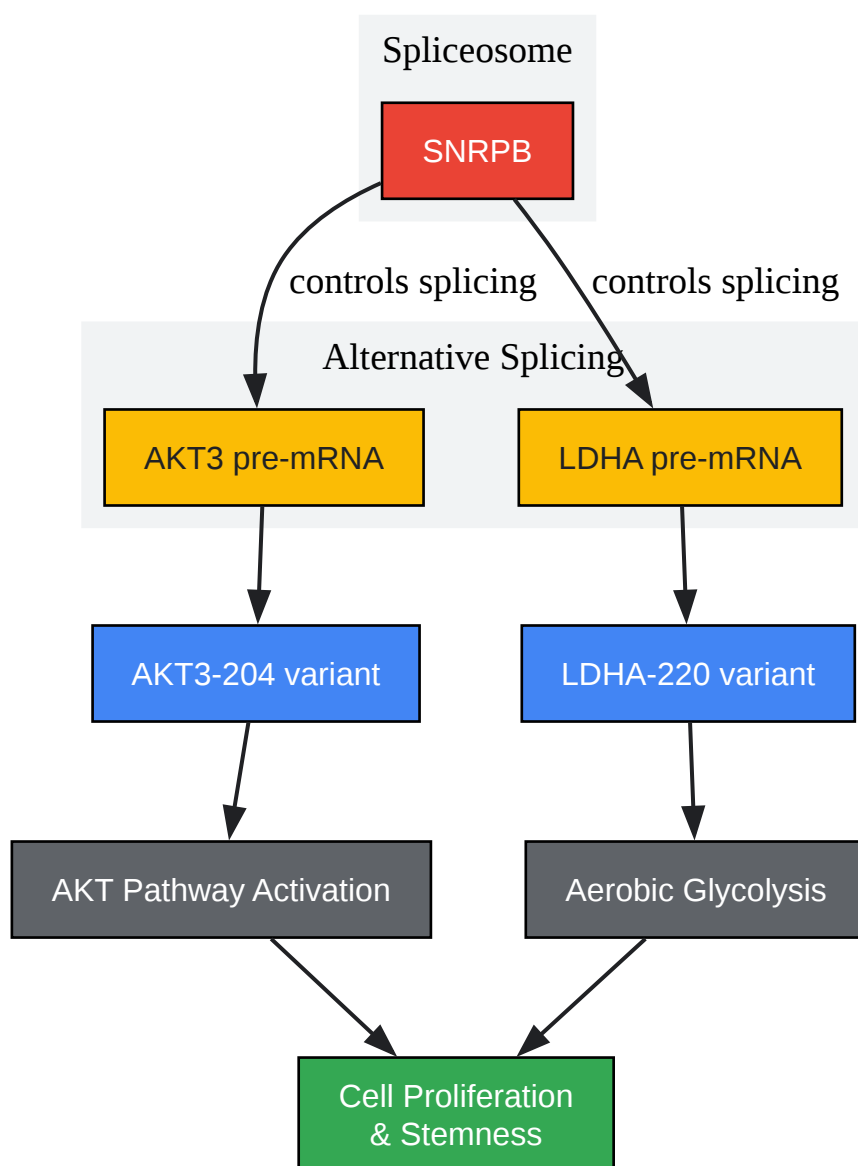 Spliceosome
SNRPB
controls splicing
controls splicing
Alternative Splicing
AKT3 pre-mRNA
LDHA pre-mRNA
AKT3-204 variant
LDHA-220 variant
AKT Pathway Activation
Aerobic Glycolysis
Cell Proliferation
& Stemness